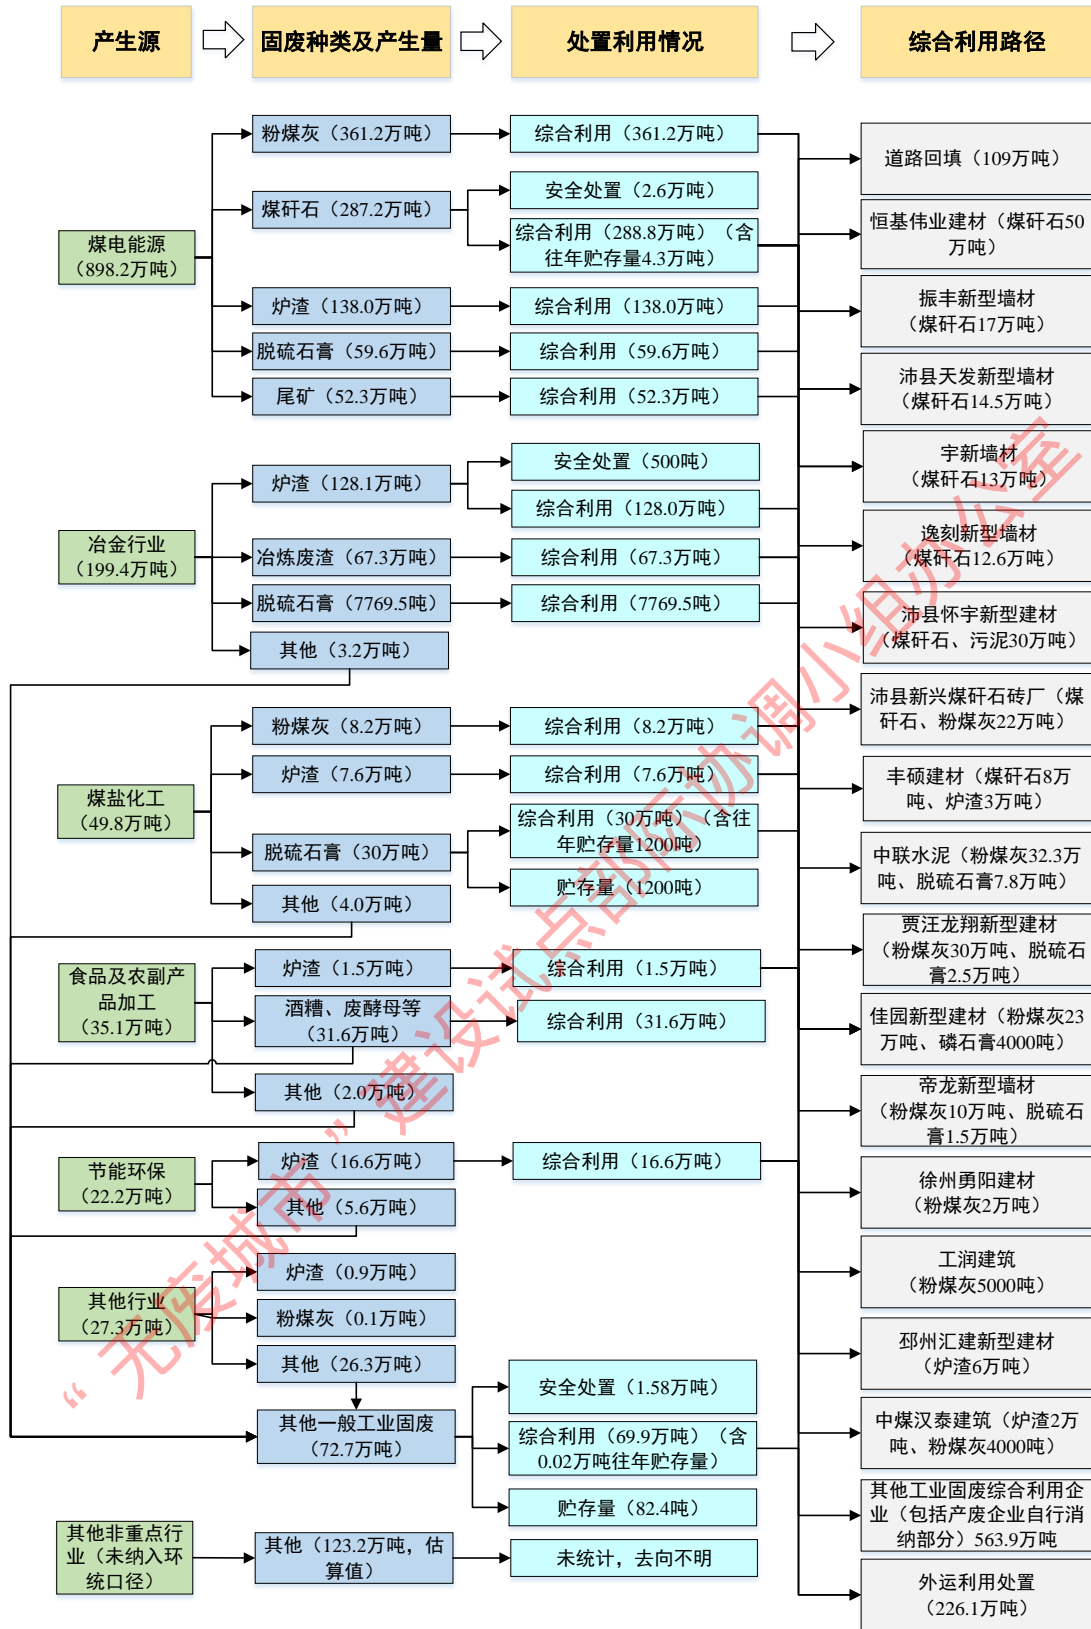 产生源
固废种类及产生量
处置利用情况
综合利用路径
煤电能源
（898.2万吨）
粉煤灰（361.2万吨）
综合利用（361.2万吨）
煤矸石（287.2万吨）
安全处置（2.6万吨）
综合利用（288.8万吨）（含
往年贮存量4.3万吨）
炉渣（138.0万吨）
综合利用（138.0万吨）
脱硫石膏（59.6万吨）
综合利用（59.6万吨）
尾矿（52.3万吨）
综合利用（52.3万吨）
冶金行业
（199.4万吨）
炉渣（128.1万吨）
安全处置（500吨）
综合利用（128.0万吨）
冶炼废渣（67.3万吨）
综合利用（67.3万吨）
脱硫石膏（7769.5吨）
综合利用（7769.5吨）
其他（3.2万吨）
煤盐化工
（49.8万吨）
粉煤灰（8.2万吨）
综合利用（8.2万吨）
炉渣（7.6万吨）
综合利用（7.6万吨）
脱硫石膏（30万吨）
综合利用（30万吨）（含往
年贮存量1200吨）
贮存量（1200吨）
其他（4.0万吨）
食品及农副产
品加工
（35.1万吨）
炉渣（1.5万吨）
综合利用（1.5万吨）
酒糟、废酵母等
（31.6万吨）
综合利用（31.6万吨）
其他（2.0万吨）
节能环保
（22.2万吨）
炉渣（16.6万吨）
综合利用（16.6万吨）
其他（5.6万吨）
其他行业
（27.3万吨）
炉渣（0.9万吨）
粉煤灰（0.1万吨）
其他（26.3万吨）
其他一般工业固废
（72.7万吨）
安全处置（1.58万吨）
综合利用（69.9万吨）（含
0.02万吨往年贮存量）
贮存量（82.4吨）
其他非重点行
业（未纳入环
统口径）
其他（123.2万吨，估
算值）
未统计，去向不明
道路回填（109万吨）
恒基伟业建材（煤矸石50
万吨）
振丰新型墙材
（煤矸石17万吨）
沛县天发新型墙材
（煤矸石14.5万吨）
宇新墙材
（煤矸石13万吨）
逸刻新型墙材
（煤矸石12.6万吨）
沛县怀宇新型建材
（煤矸石、污泥30万吨）
沛县新兴煤矸石砖厂（煤
矸石、粉煤灰22万吨）
丰硕建材（煤矸石8万
吨、炉渣3万吨）
中联水泥（粉煤灰32.3万
吨、脱硫石膏7.8万吨）
贾汪龙翔新型建材
（粉煤灰30万吨、脱硫石
膏2.5万吨）
佳园新型建材（粉煤灰23
万吨、磷石膏4000吨）
帝龙新型墙材
（粉煤灰10万吨、脱硫石
膏1.5万吨）
徐州勇阳建材
（粉煤灰2万吨）
工润建筑
（粉煤灰5000吨）
邳州汇建新型建材
（炉渣6万吨）
中煤汉泰建筑（炉渣2万
吨、粉煤灰4000吨）
其他工业固废综合利用企
业（包括产废企业自行消
纳部分）563.9万吨
外运利用处置
（226.1万吨）
“无废城市”建设试点部际协调小组办公室